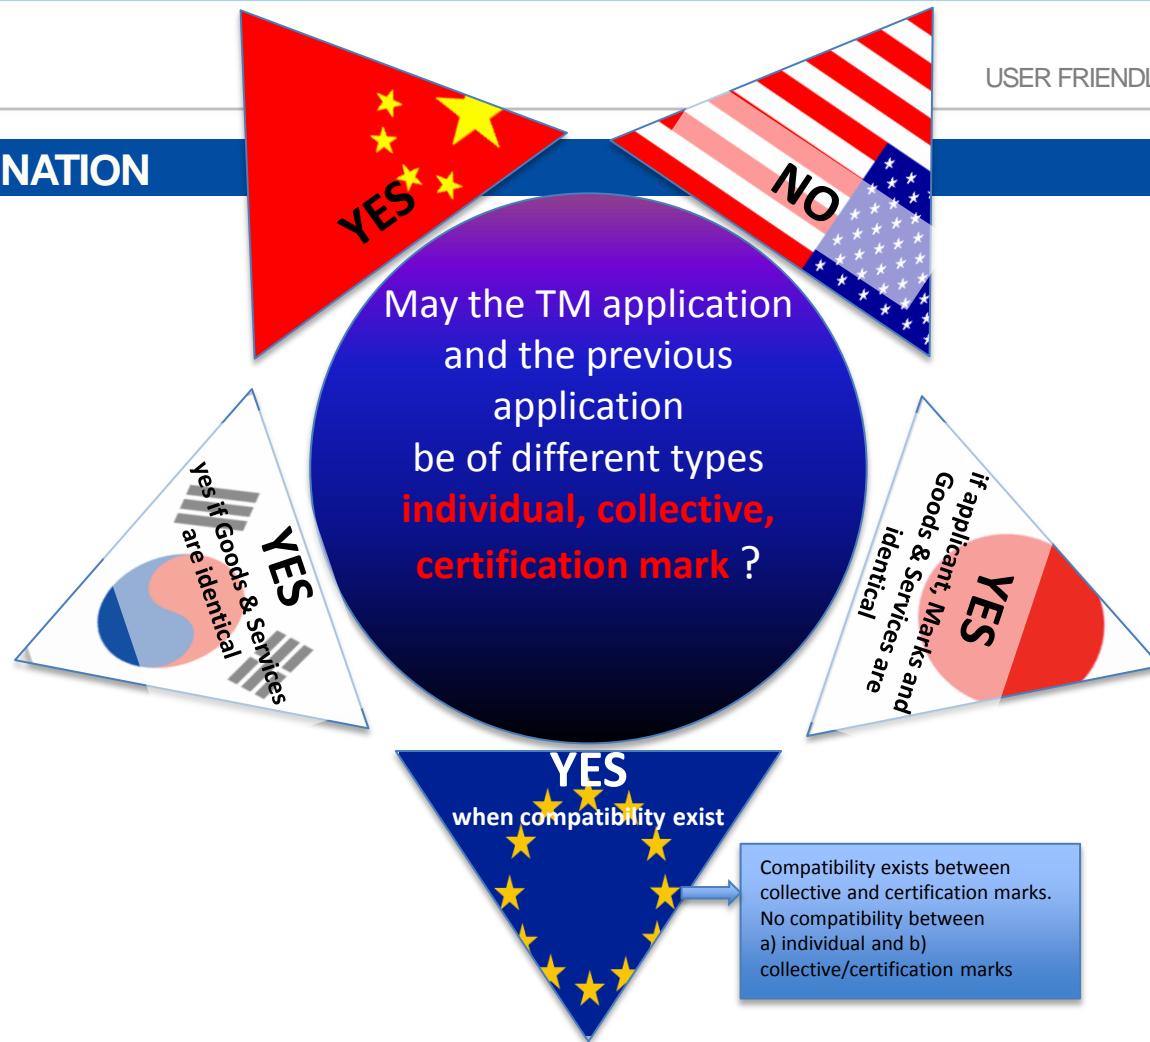 USER FRIENDL
NATION
YES
NO
May the TM application
and the previous
application
be of different types
individual, collective,
certification mark ?
YES
yes if Goods & Services
are identical
YES
if applicant, Marks and
Goods & Services are
identical
YES
when compatibility exist
Compatibility exists between
collective and certification marks.
No compatibility between
a) individual and b)
collective/certification marks